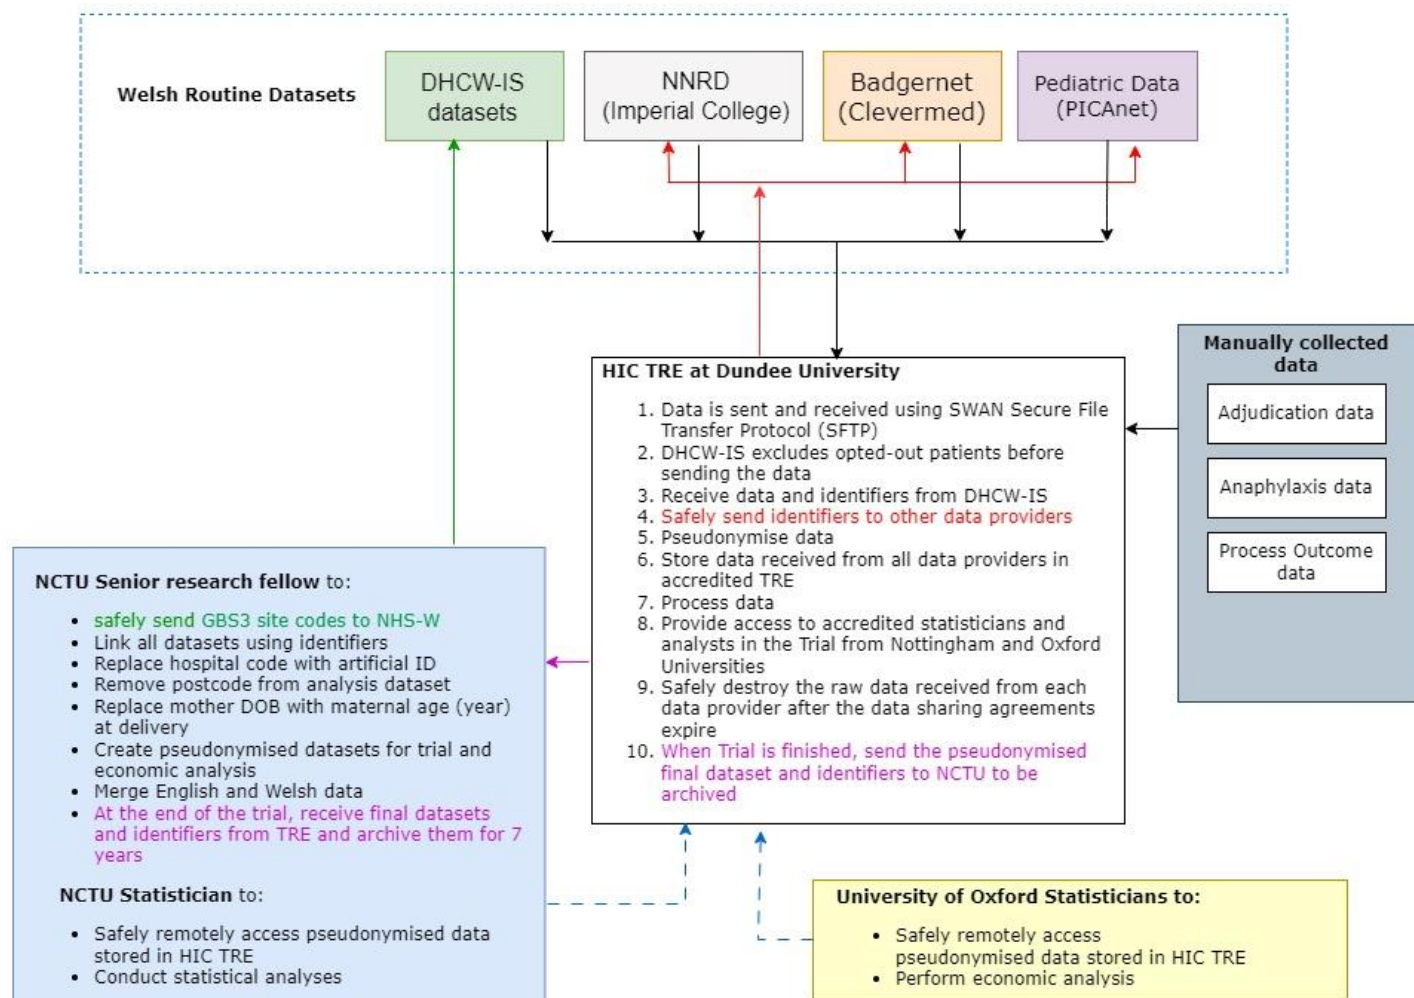 Welsh Routine Datasets
DHCW-IS
datasets
NNRD
(Imperial College)
Badgernet
(Clevermed)
Pediatric Data
(PICAnet)
Manually collected
data
Adjudication data
Anaphylaxis data
Process Outcome
data
HIC TRE at Dundee University
1. Data is sent and received using SWAN Secure File
Transfer Protocol (SFTP)
2. DHCW-IS excludes opted-out patients before
sending the data
3. Receive data and identifiers from DHCW-IS
4. Safely send identifiers to other data providers
5. Pseudonymise data
6. Store data received from all data providers in
accredited TRE
7. Process data
8. Provide access to accredited statisticians and
analysts in the Trial from Nottingham and Oxford
Universities
9. Safely destroy the raw data received from each
data provider after the data sharing agreements
expire
10. When Trial is finished, send the pseudonymised
final dataset and identifiers to NCTU to be
archived
NCTU Senior research fellow to:
• safely send GBS3 site codes to NHS-W
• Link all datasets using identifiers
• Replace hospital code with artificial ID
• Remove postcode from analysis dataset
• Replace mother DOB with maternal age (year)
at delivery
• Create pseudonymised datasets for trial and
economic analysis
• Merge English and Welsh data
• At the end of the trial, receive final datasets
and identifiers from TRE and archive them for 7
years
NCTU Statistician to:
• Safely remotely access pseudonymised data
stored in HIC TRE
• Conduct statistical analyses
University of Oxford Statisticians to:
• Safely remotely access
pseudonymised data stored in HIC TRE
• Perform economic analysis